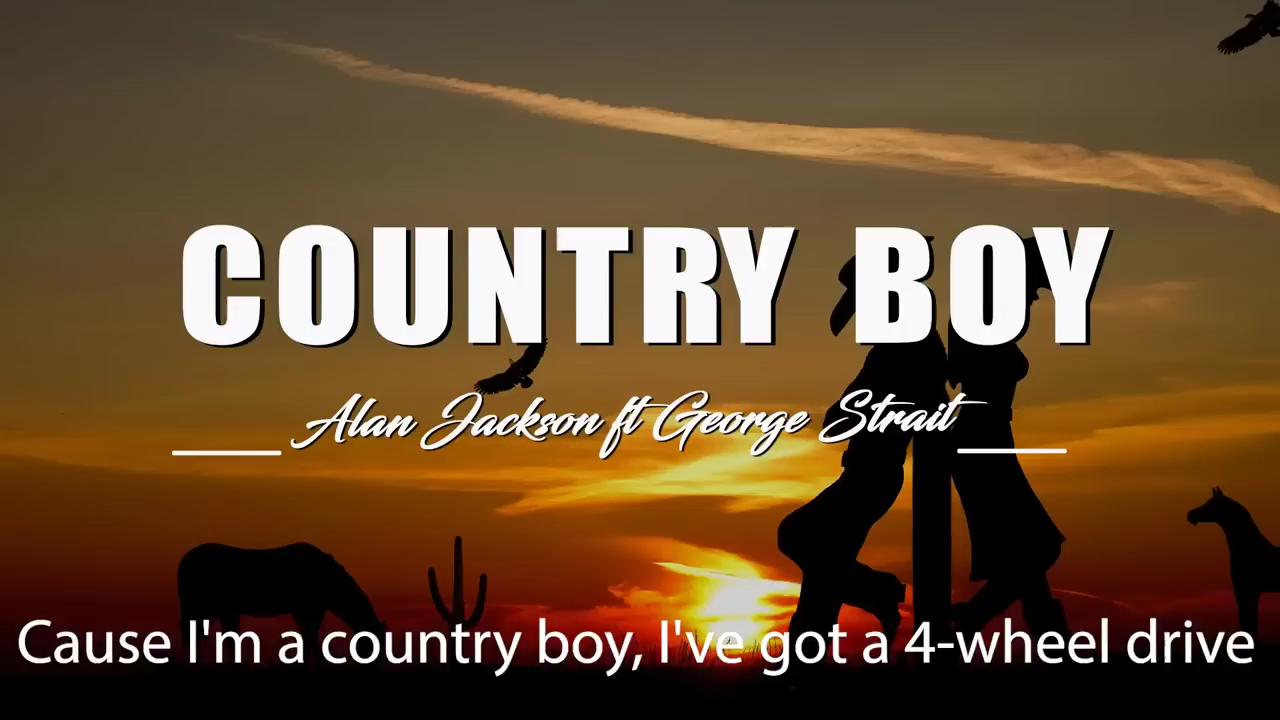 COUNTRY BOY
Alan Jackson ft George Strait
Cause I'm a country boy, I've got a 4-wheel drive